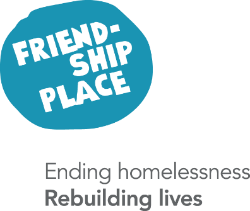 FRIEND-
SHIP
PLACE
Ending homelessness
Rebuilding lives